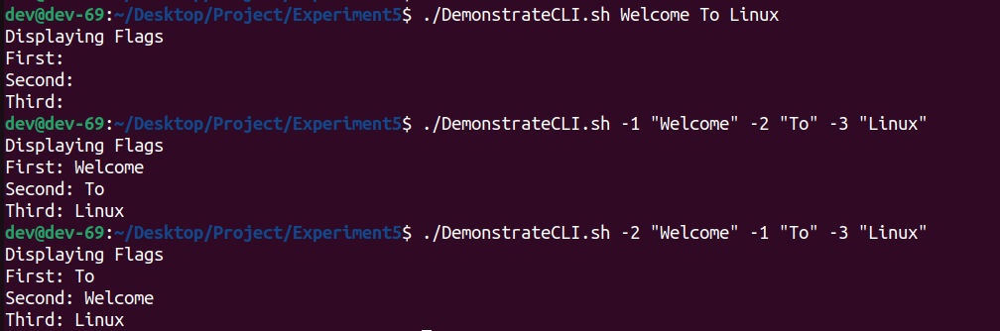 dev@dev-69:~/Desktop/Project/Experiment5$ ./DemonstrateCLI.sh Welcome To Linux
Displaying Flags
First:
Second:
Third:
dev@dev-69:~/Desktop/Project/Experiment5$ ./DemonstrateCLI.sh -1 "Welcome" -2 "To" -3 "Linux"
Displaying Flags
First: Welcome
Second: To
Third: Linux
dev@dev-69:~/Desktop/Project/Experiment5$ ./DemonstrateCLI.sh -2 "Welcome" -1 "To" -3 "Linux"
Displaying Flags
First: To
Second: Welcome
Third: Linux